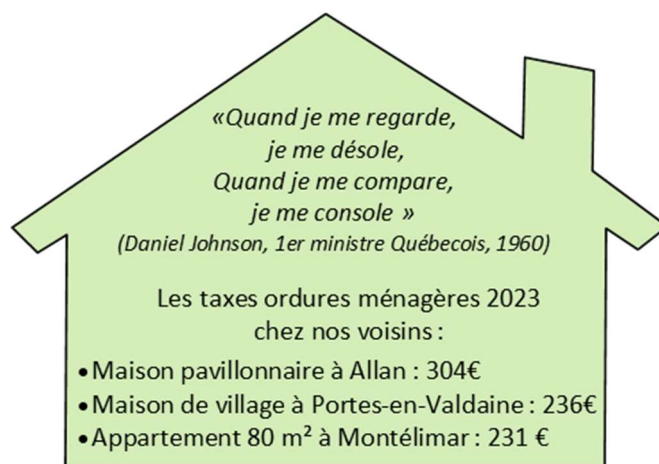 «Quand je me regarde,
je me désole,
Quand je me compare,
je me console »
(Daniel Johnson, 1er ministre Québecois, 1960)
Les taxes ordures ménagères 2023
chez nos voisins :
• Maison pavillonnaire à Allan : 304€
• Maison de village à Portes-en-Valdaine : 236€
• Appartement 80 m² à Montélimar : 231 €